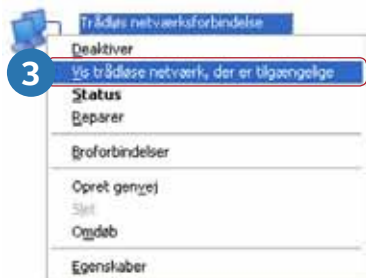 Trådløs netværksforbindelse
Deaktiver
3
Vis trådløse netværk, der er tilgængelige
Status
Reparer
Broforbindelser
Opret genvej
Slet
Omdøb
Egenskaber